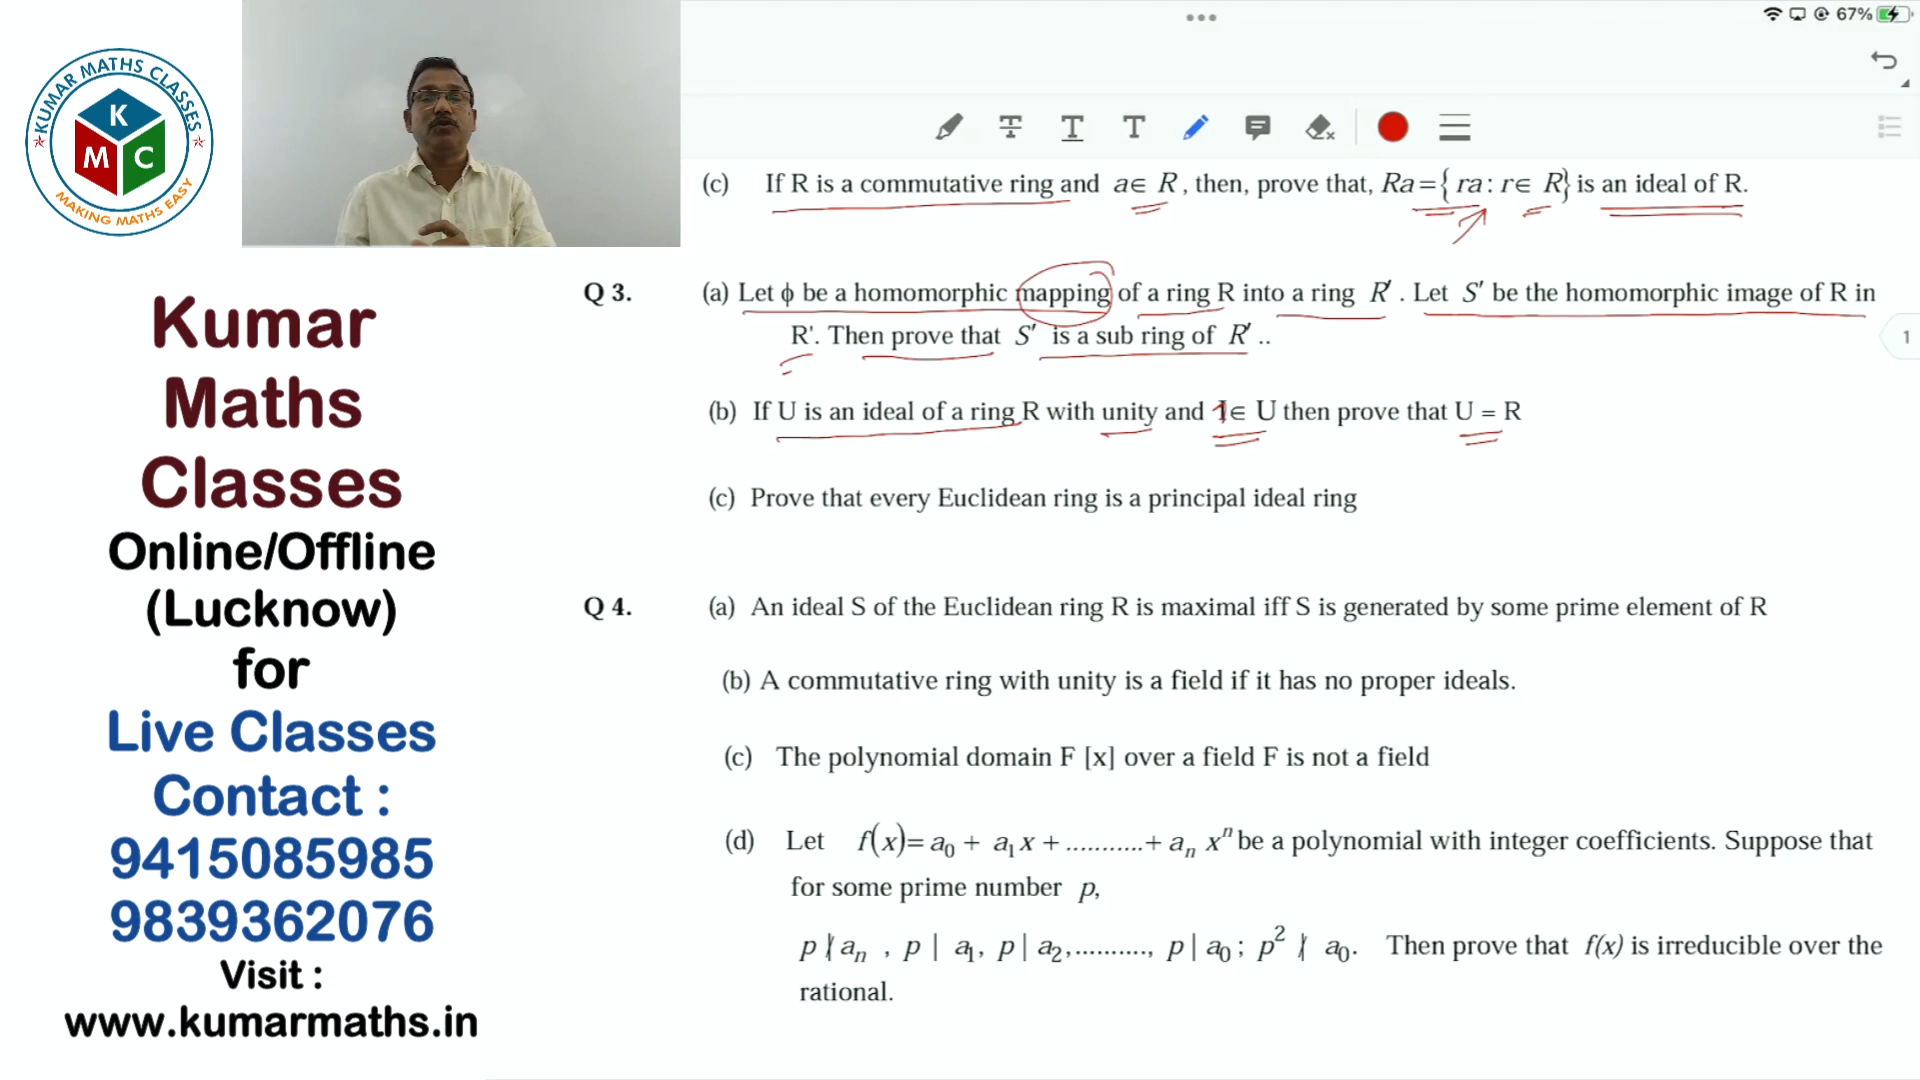 KUMAR MATHS CLASSES
K
M C
MAKING MATHS EASY
67%
T T T
(c) If R is a commutative ring and a∈ R, then, prove that, Ra={ ra : r∈ R} is an ideal of R.
Q 3. (a) Let ϕ be a homomorphic mapping of a ring R into a ring R′ . Let S′ be the homomorphic image of R in
R'. Then prove that S′ is a sub ring of R′ ..
1
(b) If U is an ideal of a ring R with unity and 1∈ U then prove that U = R
(c) Prove that every Euclidean ring is a principal ideal ring
Q 4. (a) An ideal S of the Euclidean ring R is maximal iff S is generated by some prime element of R
(b) A commutative ring with unity is a field if it has no proper ideals.
(c) The polynomial domain F [x] over a field F is not a field
(d) Let f(x)= a₀ + a₁ x + ...........+ aₙ xⁿ be a polynomial with integer coefficients. Suppose that
for some prime number p,
p ∤ aₙ , p | a₁, p | a₂,.........., p | a₀ ; p² ∤ a₀. Then prove that f(x) is irreducible over the
rational.
Kumar
Maths
Classes
Online/Offline
(Lucknow)
for
Live Classes
Contact :
9415085985
9839362076
Visit :
www.kumarmaths.in